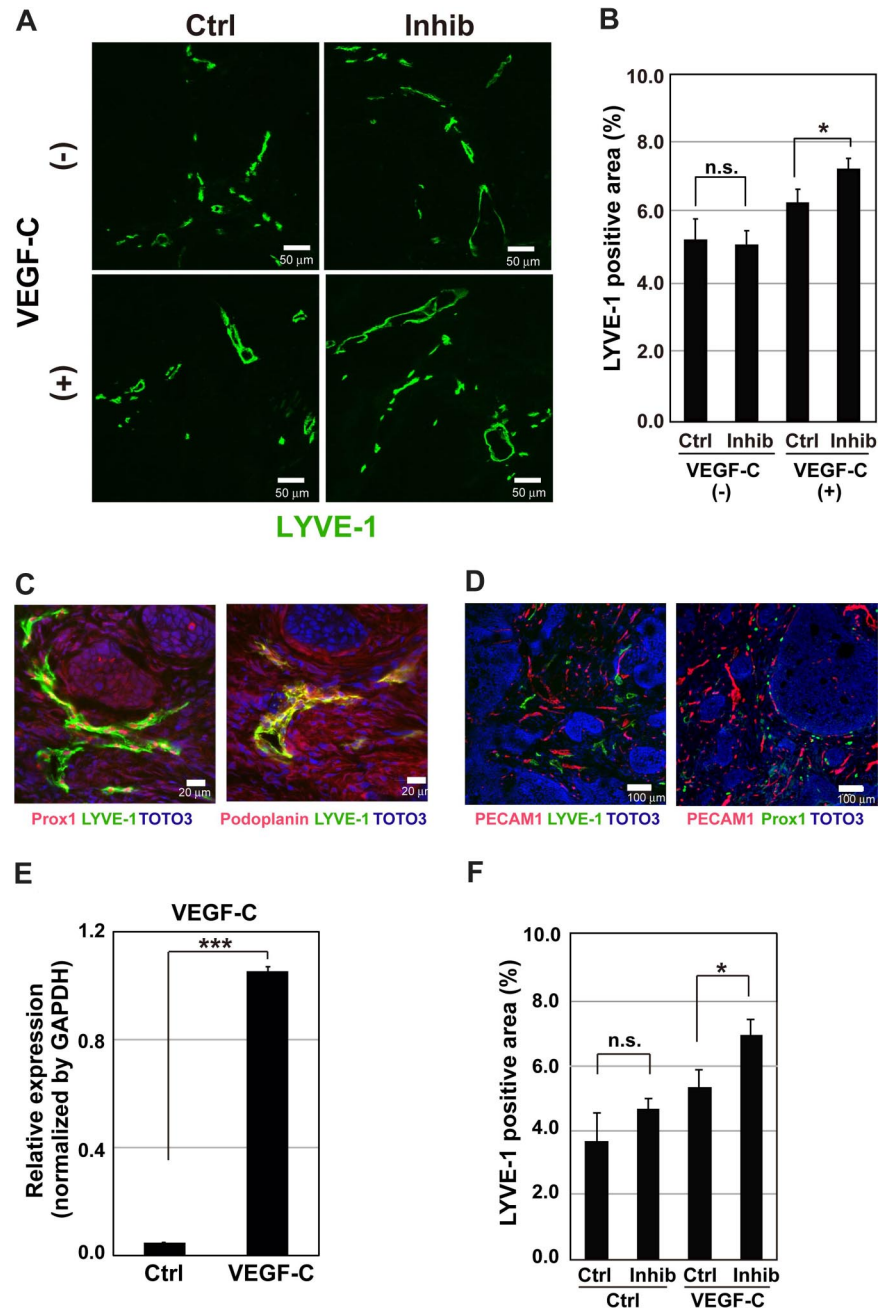 A
Ctrl
Inhib
VEGF-C
(-)
(+)
50 μm
50 μm
50 μm
50 μm
LYVE-1
B
LYVE-1 positive area (%)
10.0
8.0
6.0
4.0
2.0
0.0
n.s.
*
Ctrl Inhib Ctrl Inhib
VEGF-C VEGF-C
(-) (+)
C
20 μm
20 μm
Prox1 LYVE-1 TOTO3
Podoplanin LYVE-1 TOTO3
D
100 μm
100 μm
PECAM1 LYVE-1 TOTO3
PECAM1 Prox1 TOTO3
E
VEGF-C
Relative expression
(normalized by GAPDH)
1.2
0.8
0.4
0.0
***
Ctrl VEGF-C
F
LYVE-1 positive area (%)
10.0
8.0
6.0
4.0
2.0
0.0
n.s.
*
Ctrl Inhib Ctrl Inhib
Ctrl VEGF-C